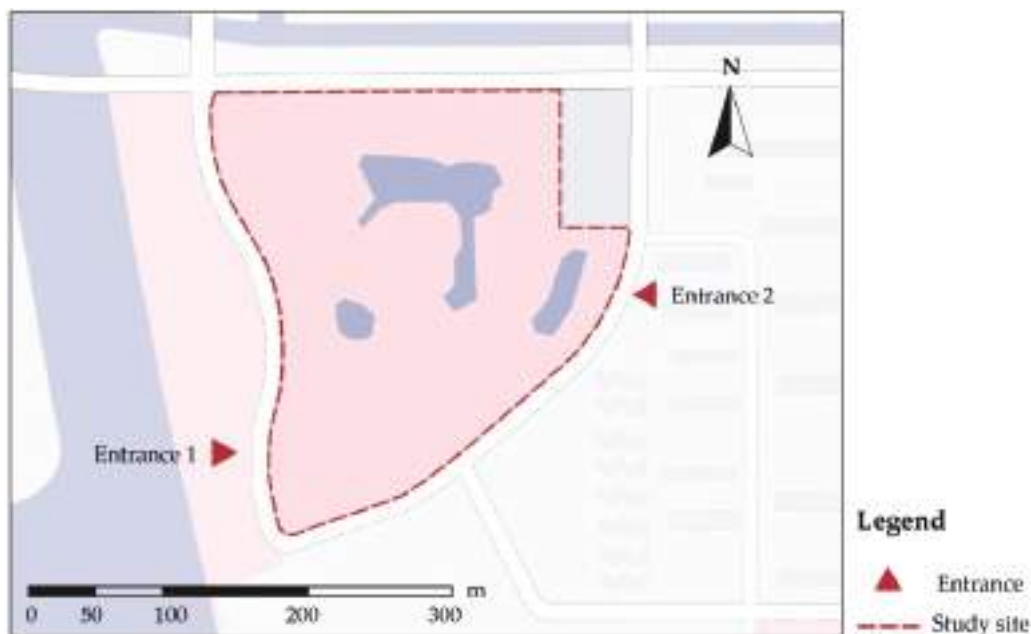 N
Entrance 2
Entrance 1
Legend
Entrance
Study site
m
0 50 100 200 300